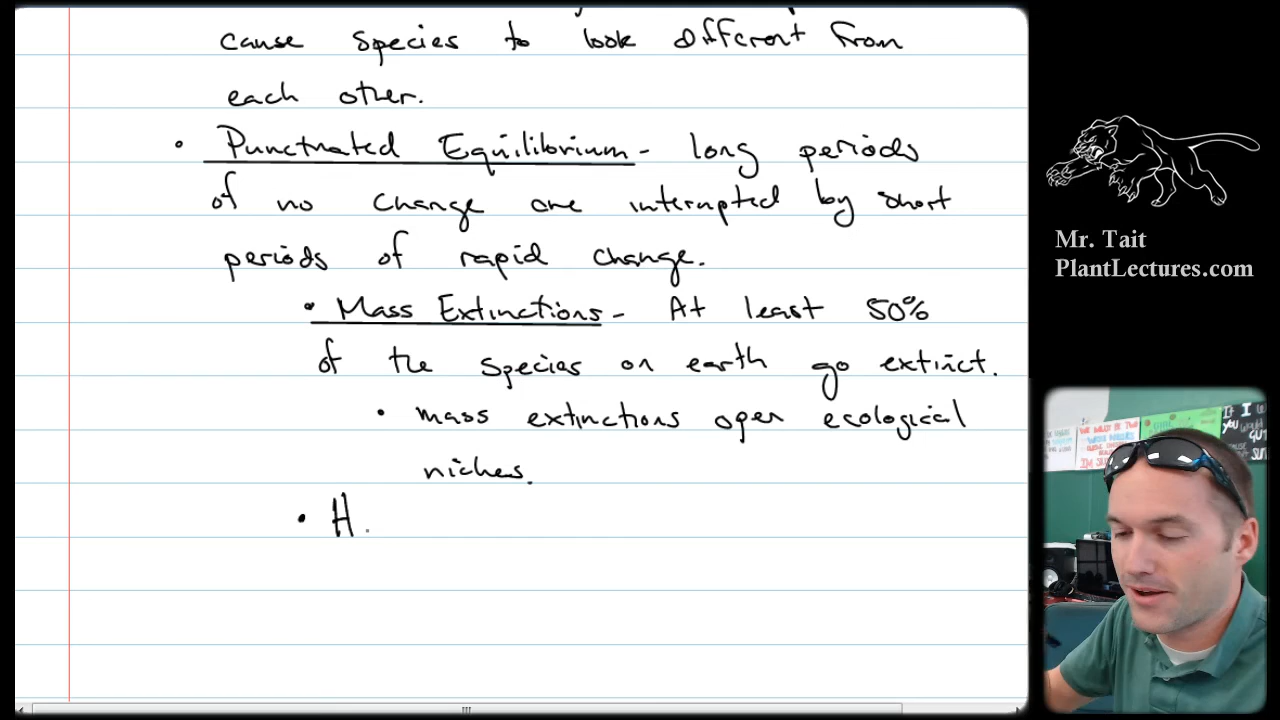 cause species to look different from
each other.
• Punctuated Equilibrium - long periods
of no change are interrupted by short
periods of rapid change.
• Mass Extinctions - At least 50%
of the species on earth go extinct.
• mass extinctions open ecological
niches.
• H
Mr. Tait
PlantLectures.com